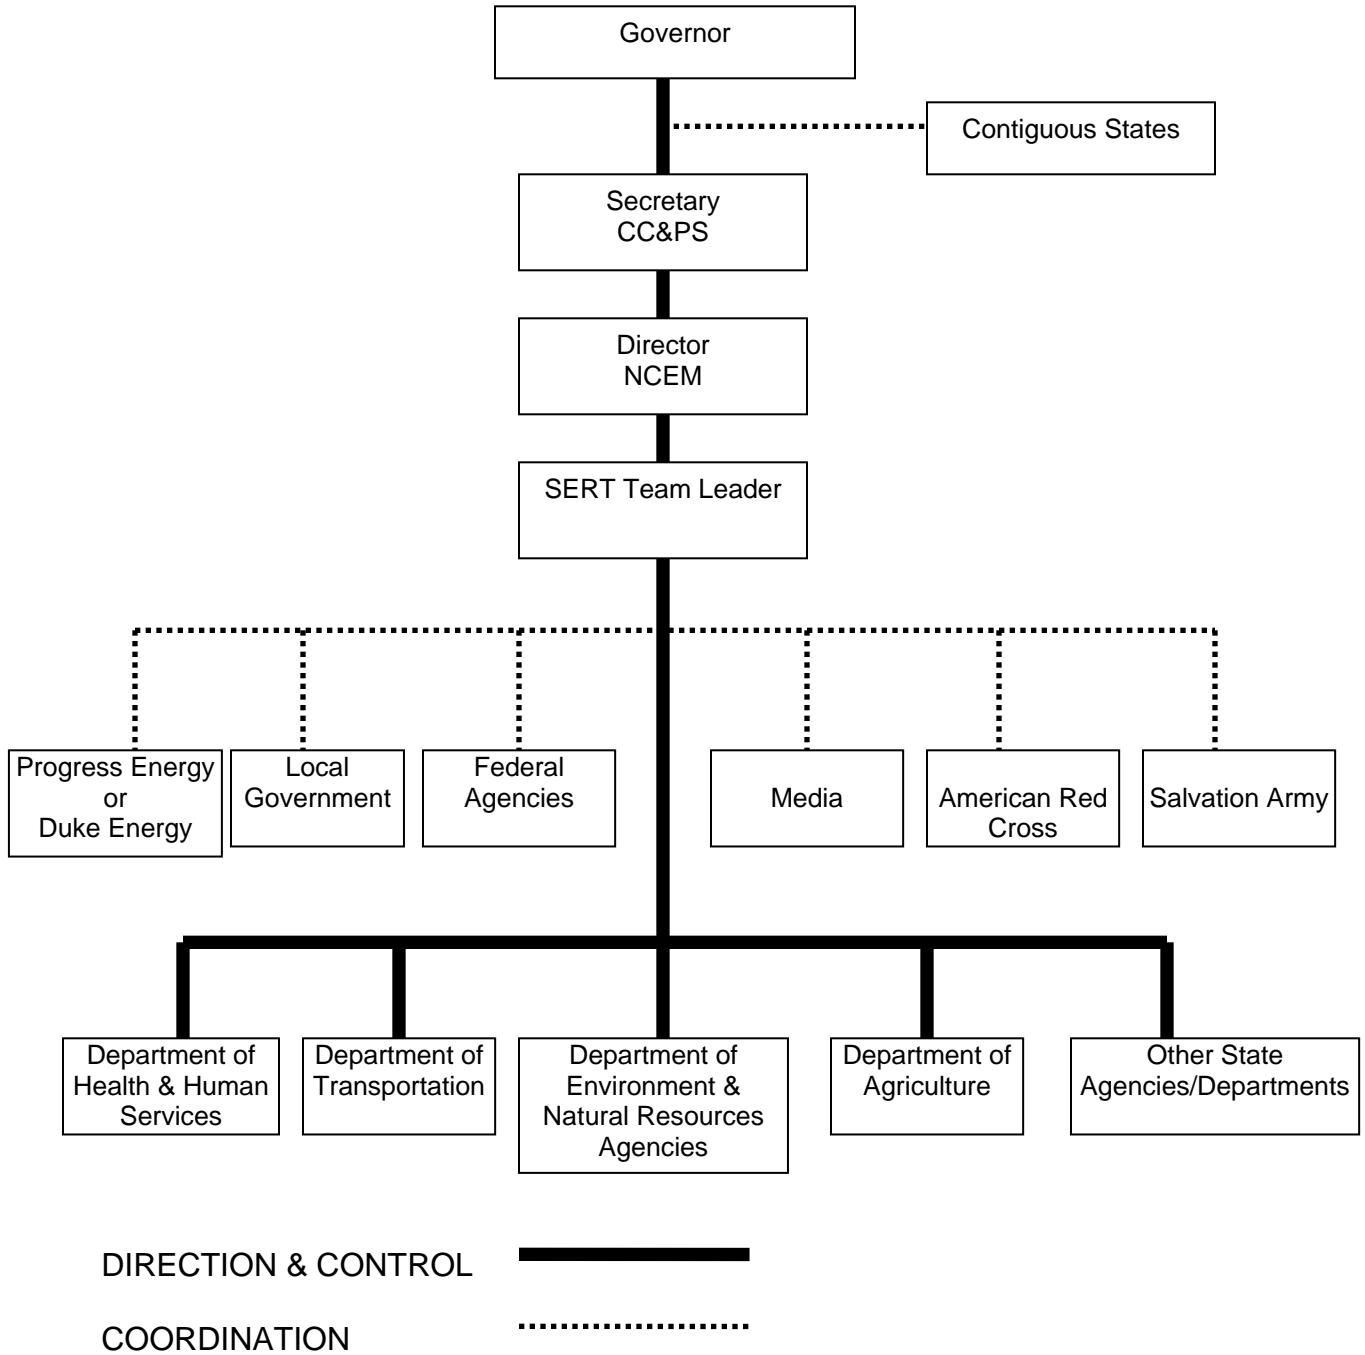 Governor
Contiguous States
Secretary
CC&PS
Director
NCEM
SERT Team Leader
Progress Energy
or
Duke Energy
Local
Government
Federal
Agencies
Media
American Red
Cross
Salvation Army
Department of
Health & Human
Services
Department of
Transportation
Department of
Environment &
Natural Resources
Agencies
Department of
Agriculture
Other State
Agencies/Departments
DIRECTION & CONTROL
COORDINATION